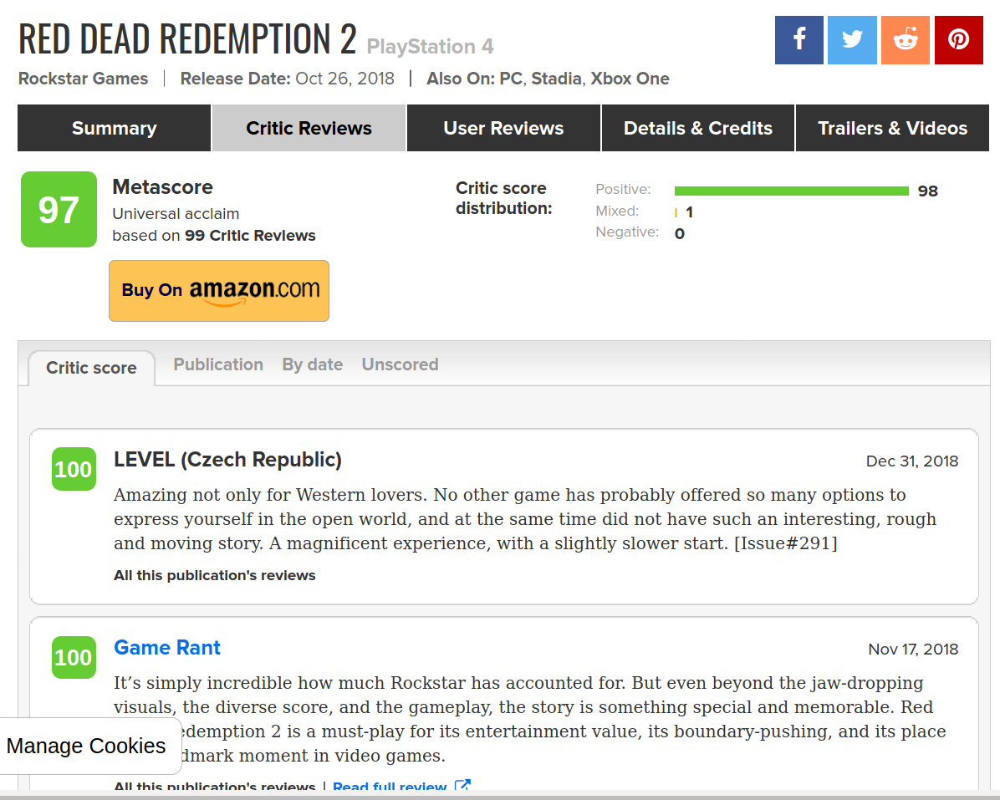 RED DEAD REDEMPTION 2 PlayStation 4
Rockstar Games | Release Date: Oct 26, 2018 | Also On: PC, Stadia, Xbox One
Summary Critic Reviews User Reviews Details & Credits Trailers & Videos
97
Metascore
Universal acclaim
based on 99 Critic Reviews
Critic score
distribution:
Positive: 98
Mixed: 1
Negative: 0
Buy On amazon.com
Critic score Publication By date Unscored
100
LEVEL (Czech Republic) Dec 31, 2018
Amazing not only for Western lovers. No other game has probably offered so many options to
express yourself in the open world, and at the same time did not have such an interesting, rough
and moving story. A magnificent experience, with a slightly slower start. [Issue#291]
All this publication's reviews
100
Game Rant Nov 17, 2018
It’s simply incredible how much Rockstar has accounted for. But even beyond the jaw-dropping
visuals, the diverse score, and the gameplay, the story is something special and memorable. Red
edemption 2 is a must-play for its entertainment value, its boundary-pushing, and its place
dmark moment in video games.
Manage Cookies
All this publication's reviews | Read full review